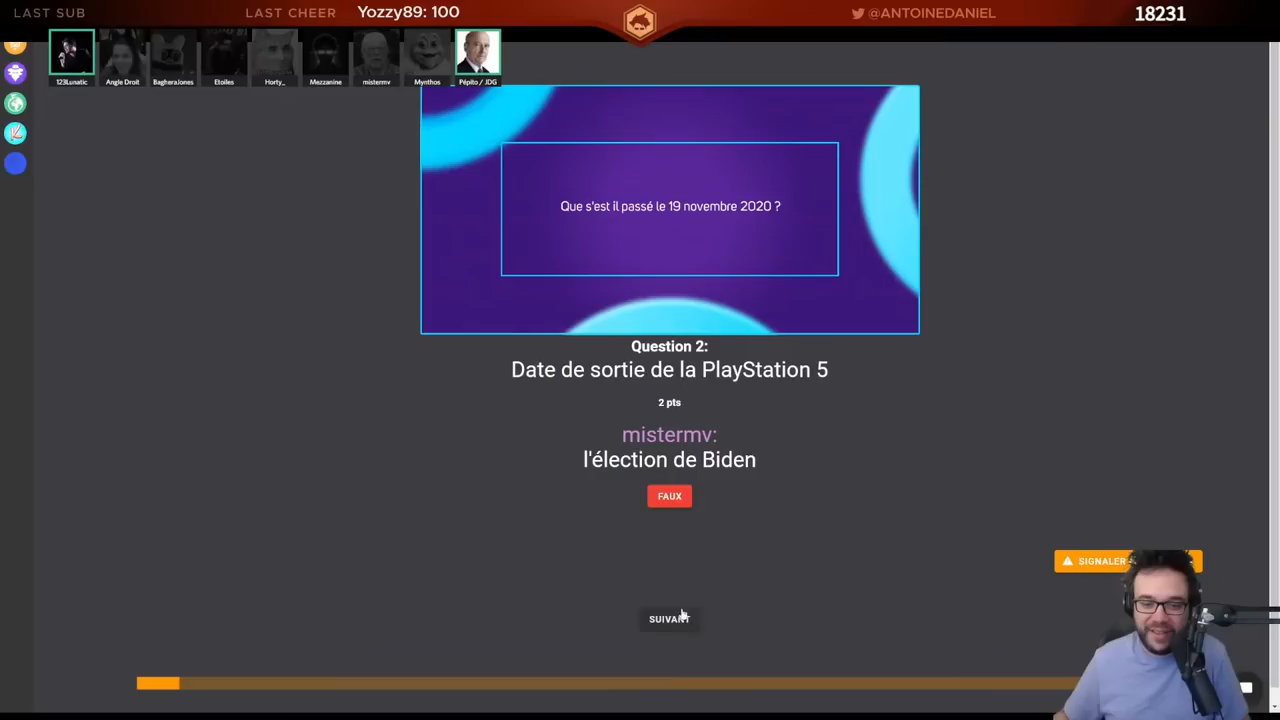 LAST SUB
LAST CHEER
Yozzy89: 100
@ANTOINEDANIEL
18231
123Lunatic
Angle Droit
BagheraJones
Etoiles
Horty_
Mezzanine
mistermv
Mynthos
Pépito / JDG
Que s'est il passé le 19 novembre 2020 ?
Question 2:
Date de sortie de la PlayStation 5
2 pts
mistermv:
l'élection de Biden
FAUX
SIGNALER
SUIVANT